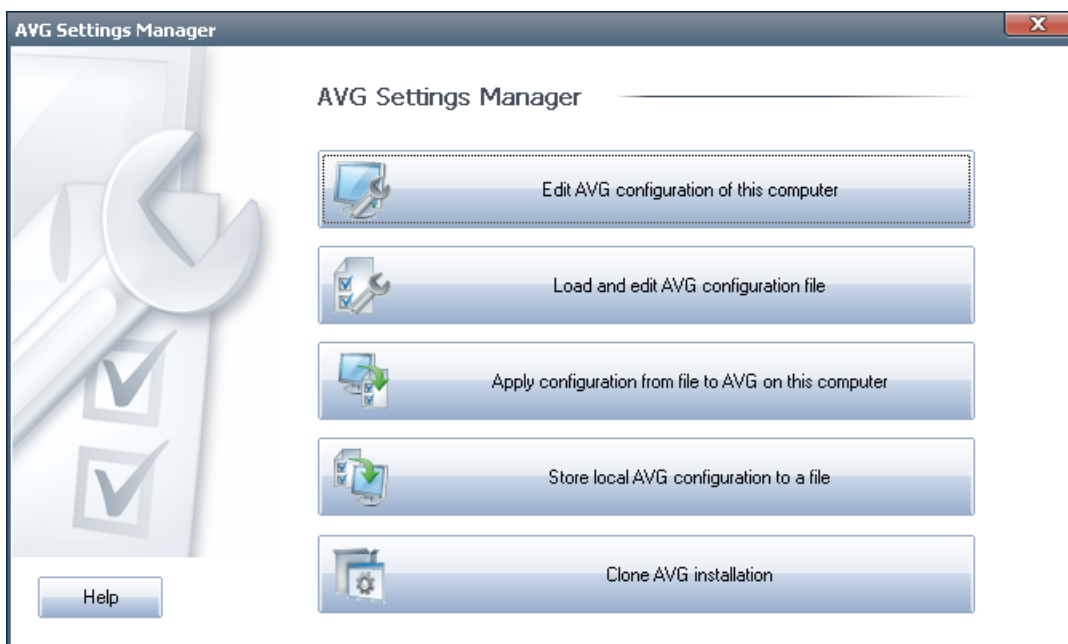 AVG Settings Manager
X
AVG Settings Manager
Edit AVG configuration of this computer
Load and edit AVG configuration file
Apply configuration from file to AVG on this computer
Store local AVG configuration to a file
Clone AVG installation
Help